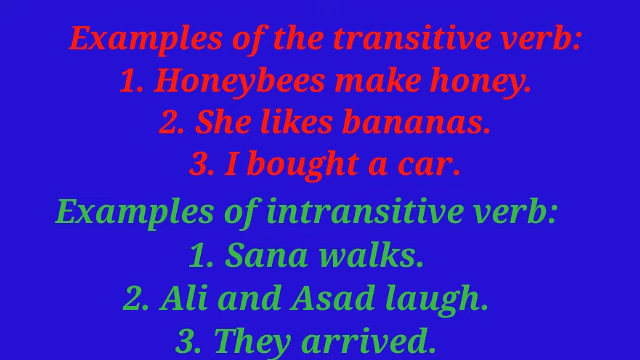 Examples of the transitive verb:
1. Honeybees make honey.
2. She likes bananas.
3. I bought a car.
Examples of intransitive verb:
1. Sana walks.
2. Ali and Asad laugh.
3. They arrived.